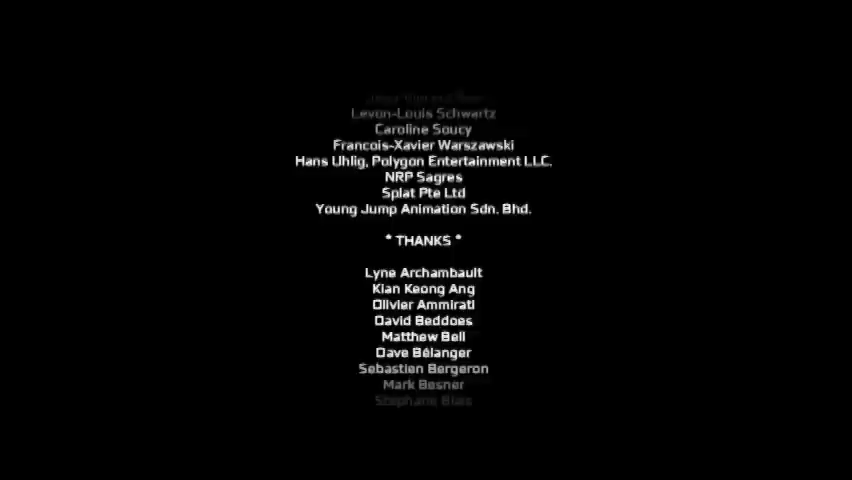 Levon-Louis Schwartz
Caroline Soucy
Francois-Xavier Warszawski
Hans Uhlig, Polygon Entertainment LLC.
NRP Sagres
Splat Pte Ltd
Young Jump Animation Sdn. Bhd.
* THANKS *
Lyne Archambault
Kian Keong Ang
Olivier Ammirati
David Beddoes
Matthew Bell
Dave Bélanger
Sebastien Bergeron
Mark Besner
Stephane Blais